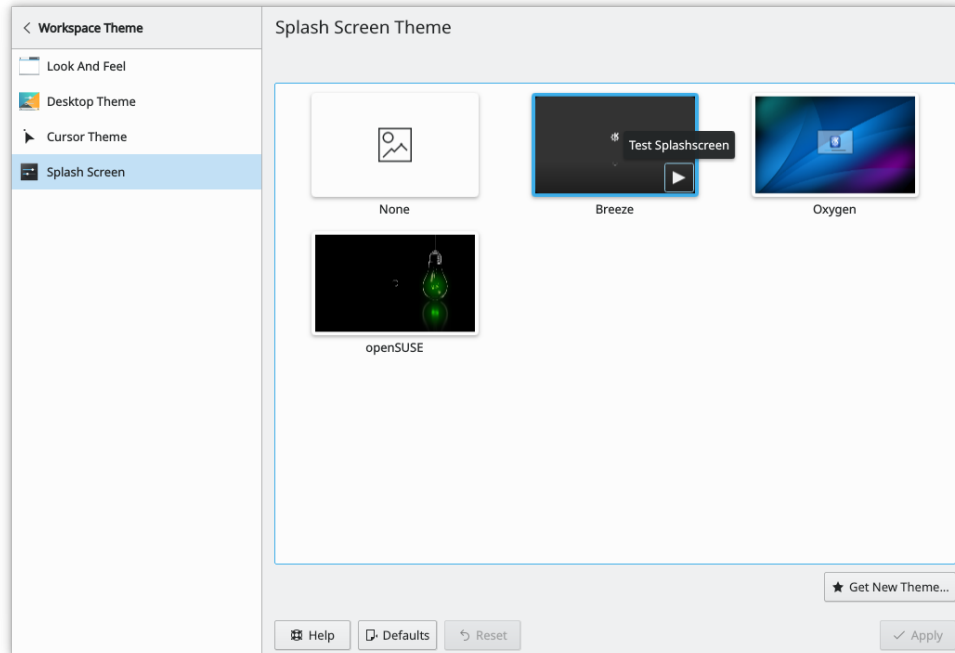 Workspace Theme
Splash Screen Theme
Look And Feel
Desktop Theme
Cursor Theme
Splash Screen
Test Splashscreen
None
Breeze
Oxygen
openSUSE
Get New Theme...
Help
Defaults
Reset
Apply